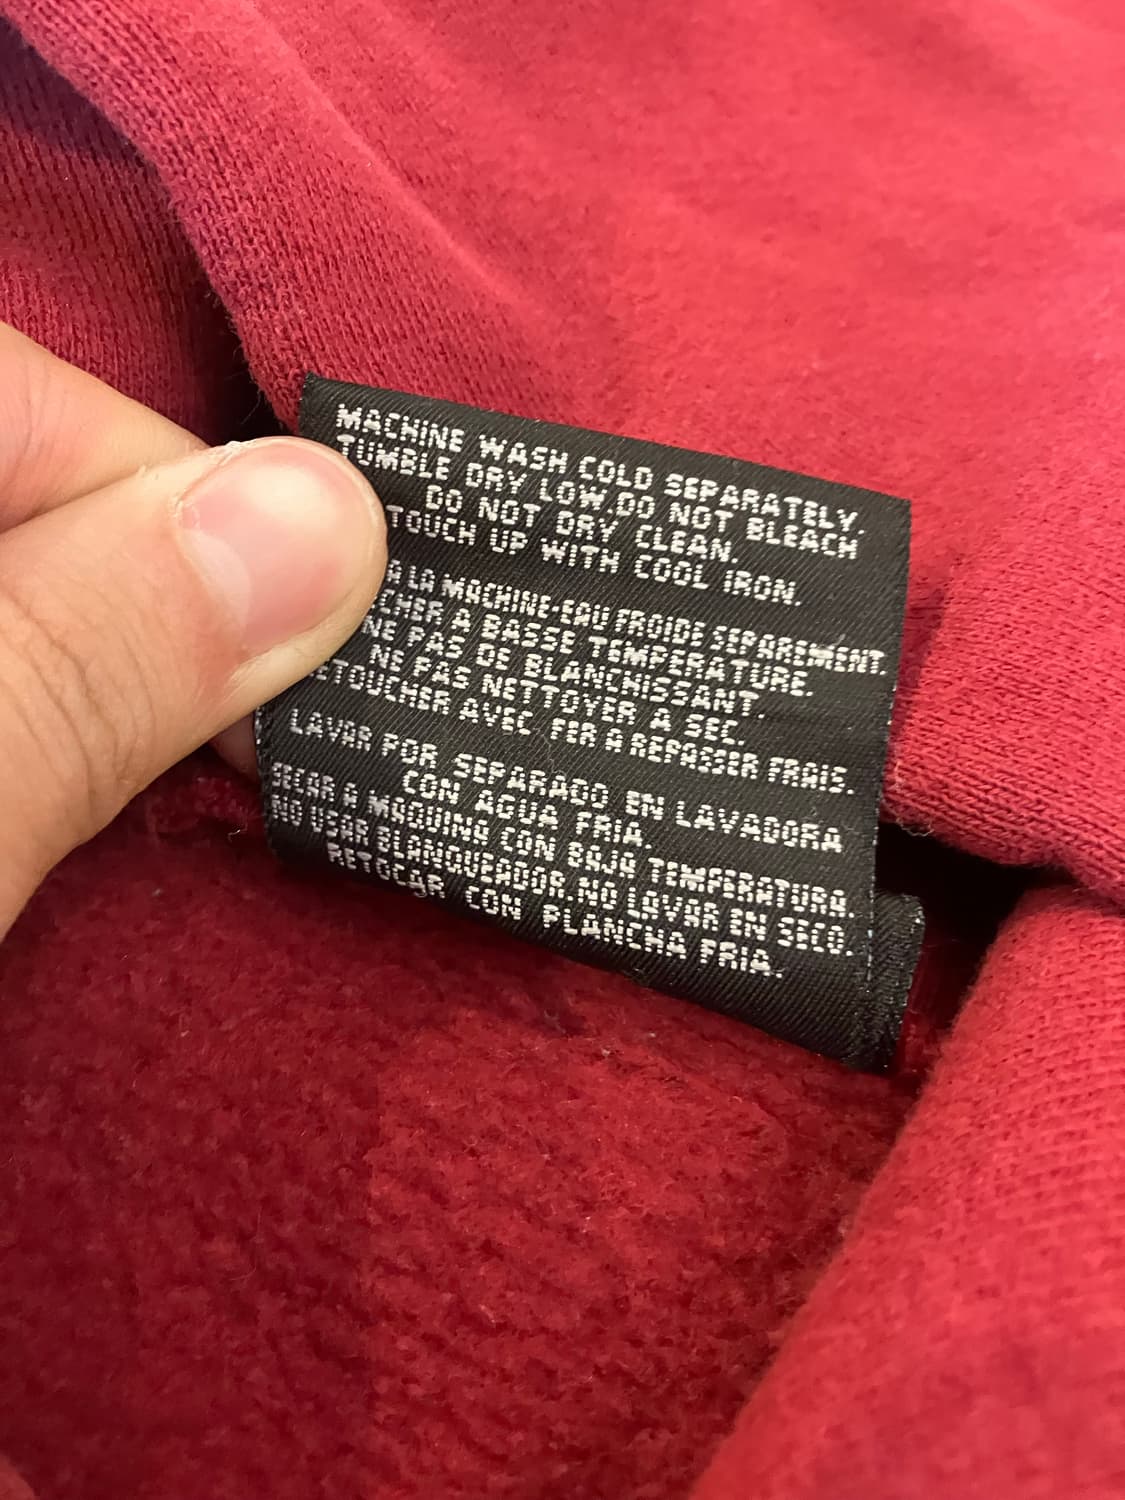 MACHINE WASH COLD SEPARATELY.
TUMBLE DRY LOW.DO NOT BLEACH
DO NOT DRY CLEAN.
TOUCH UP WITH COOL IRON.
A LA MACHINE-EAU FROIDE SEPAREMENT.
CHER A BASSE TEMPERATURE.
NE PAS DE BLANCHISSANT.
NE PAS NETTOYER A SEC.
ETOUCHER AVEC FER A REPASSER FRAIS.
LAVAR POR SEPARADO EN LAVADORA
CON AGUA FRIA.
SECAR A MAQUINA CON BAJA TEMPERATURA.
NO USAR BLANQUEADOR.NO LAVAR EN SECO.
RETOCAR CON PLANCHA FRIA.